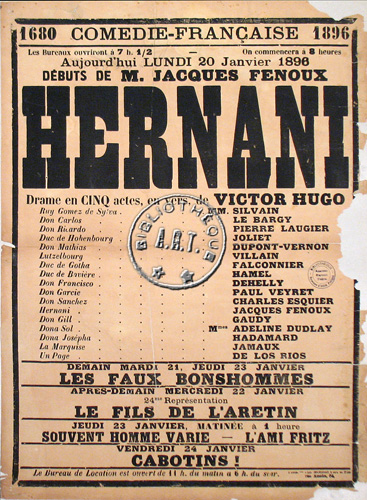 1680 COMEDIE-FRANÇAISE 1896
Les Bureaux ouvriront à 7 h. 1/2 — On commencera à 8 heures
Aujourd'hui LUNDI 20 Janvier 1896
DÉBUTS DE M. JACQUES FENOUX
HERNANI
Drame en CINQ actes, en vers, de VICTOR HUGO
Ruy Gomez de Sylva MM. SILVAIN
Don Carlos LE BARGY
Don Ricardo PIERRE LAUGIER
Duc de Hohenbourg JOLIET
Don Mathias DUPONT-VERNON
Lutzelbourg VILLAIN
Duc de Gotha FALCONNIER
Duc de Bavière HAMEL
Don Francisco DEHELLY
Don Garcie PAUL VEYRET
Don Sanchez CHARLES ESQUIER
Hernani JACQUES FENOUX
Don Gill GAUDY
Dona Sol Mmes ADELINE DUDLAY
Dona Josépha HADAMARD
La Marquise JAMAUX
Un Page DE LOS RIOS
BIBLIOTHÈQUE
A.R.T.
DEMAIN MARDI 21, JEUDI 23 JANVIER
LES FAUX BONSHOMMES
APRÈS-DEMAIN MERCREDI 22 JANVIER
24me Représentation
LE FILS DE L'ARETIN
JEUDI 23 JANVIER, MATINÉE à 1 heure
SOUVENT HOMME VARIE — L'AMI FRITZ
VENDREDI 24 JANVIER
CABOTINS !
Le Bureau de Location est ouvert de 11 h. du matin à 6 h. du soir.